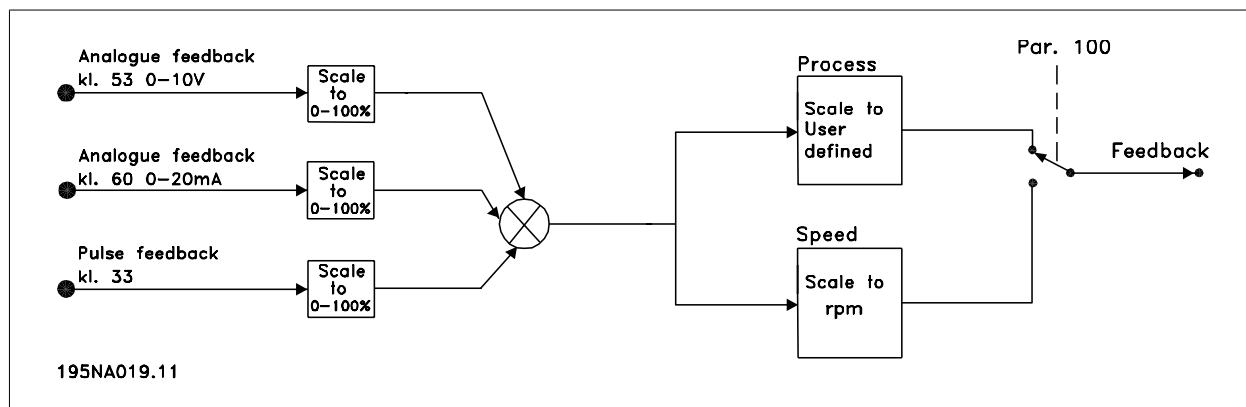 Analogue feedback
kl. 53 0-10V
Scale
to
0-100%
Analogue feedback
kl. 60 0-20mA
Scale
to
0-100%
Pulse feedback
kl. 33
Scale
to
0-100%
Process
Scale to
User
defined
Speed
Scale to
rpm
Par. 100
Feedback
195NA019.11